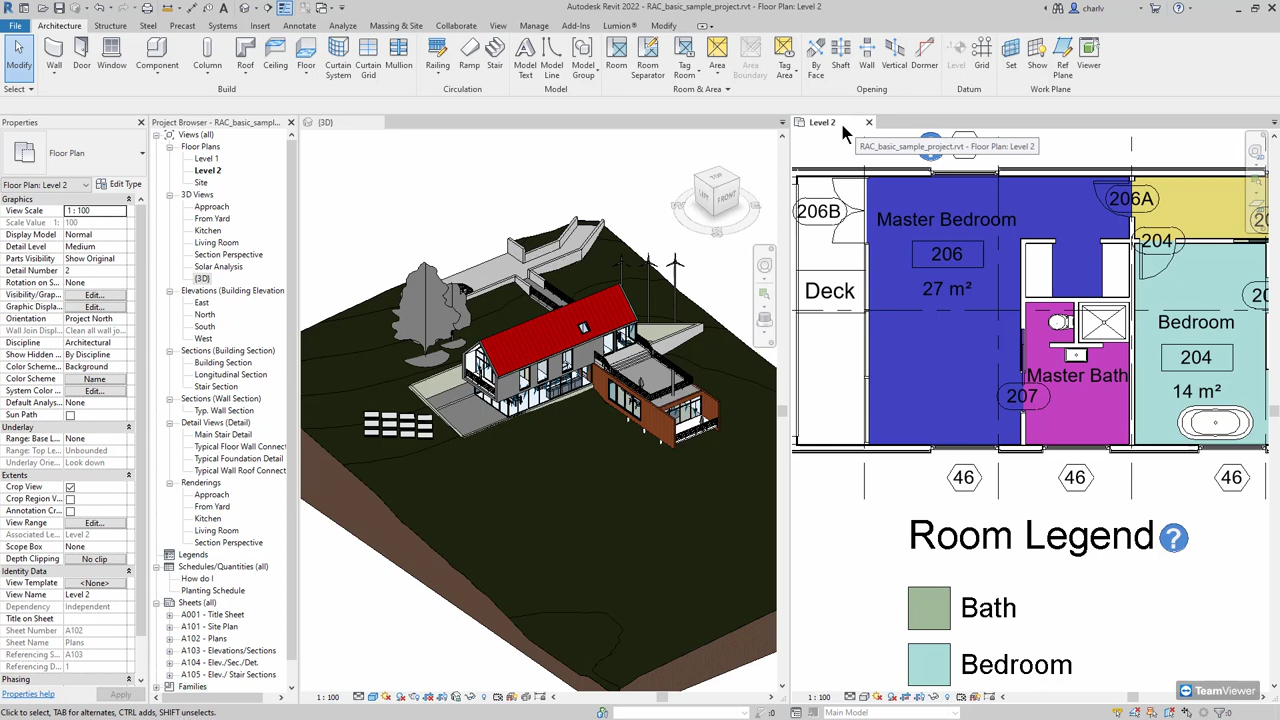 Autodesk Revit 2022 - RAC_basic_sample_project.rvt - Floor Plan: Level 2
charlv
File Architecture Structure Steel Precast Systems Insert Annotate Analyze Massing & Site Collaborate View Manage Add-Ins Lumion® Modify
Modify Wall Door Window Component Column Roof Ceiling Floor Curtain System Curtain Grid Mullion Railing Ramp Stair Model Text Model Line Model Group Room Room Separator Tag Room Area Area Boundary Tag Area By Face Shaft Wall Vertical Dormer Level Grid Set Show Ref Plane Viewer
Select Build Circulation Model Room & Area Opening Datum Work Plane
Properties
Floor Plan
Floor Plan: Level 2 Edit Type
Graphics
View Scale 1 : 100
Scale Value 1: 100
Display Model Normal
Detail Level Medium
Parts Visibility Show Original
Detail Number 2
Rotation on S... None
Visibility/Grap... Edit...
Graphic Displa... Edit...
Orientation Project North
Wall Join Displ... Clean all wall jo...
Discipline Architectural
Show Hidden ... By Discipline
Color Scheme... Background
Color Scheme Name
System Color ... Edit...
Default Analys... None
Sun Path
Underlay
Range: Base L... None
Range: Top Le... Unbounded
Underlay Orie... Look down
Extents
Crop View
Crop Region V...
Annotation Cr...
View Range Edit...
Associated Le... Level 2
Scope Box None
Depth Clipping No clip
Identity Data
View Template <None>
View Name Level 2
Dependency Independent
Title on Sheet
Sheet Number A102
Sheet Name Plans
Referencing S... A103
Referencing D... 1
Phasing
Properties help Apply
Project Browser - RAC_basic_sampl...
Views (all)
Floor Plans
Level 1
Level 2
Site
3D Views
Approach
From Yard
Kitchen
Living Room
Section Perspective
Solar Analysis
{3D}
Elevations (Building Elevation
East
North
South
West
Sections (Building Section)
Building Section
Longitudinal Section
Stair Section
Sections (Wall Section)
Typ. Wall Section
Detail Views (Detail)
Main Stair Detail
Typical Floor Wall Connect
Typical Foundation Detail
Typical Wall Roof Connect
Renderings
Approach
From Yard
Kitchen
Living Room
Section Perspective
Legends
Schedules/Quantities (all)
How do I
Planting Schedule
Sheets (all)
A001 - Title Sheet
A101 - Site Plan
A102 - Plans
A103 - Elevations/Sections
A104 - Elev./Sec./Det.
A105 - Elev./ Stair Sections
Families
{3D}
TOP
LEFT FRONT
1 : 100
Level 2
RAC_basic_sample_project.rvt - Floor Plan: Level 2
206B
Master Bedroom
206
27 m²
Deck
206A
204
Bedroom
204
14 m²
20
Master Bath
207
46 46 46
Room Legend ?
Bath
Bedroom
1 : 100
TeamViewer
Click to select, TAB for alternates, CTRL adds, SHIFT unselects.
:0
Main Model
:0